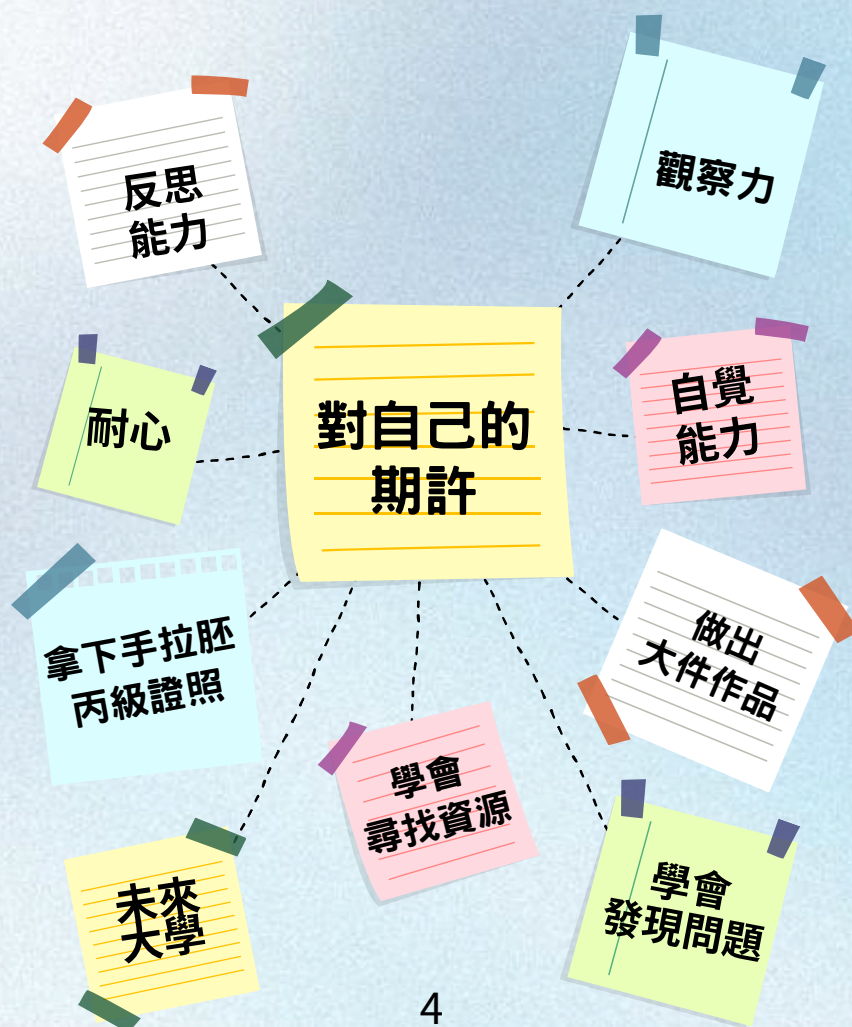 反思
能力
觀察力
對自己的
期許
自覺
能力
耐心
拿下手拉胚
丙級證照
做出
大件作品
學會
尋找資源
未來
大學
學會
發現問題
4